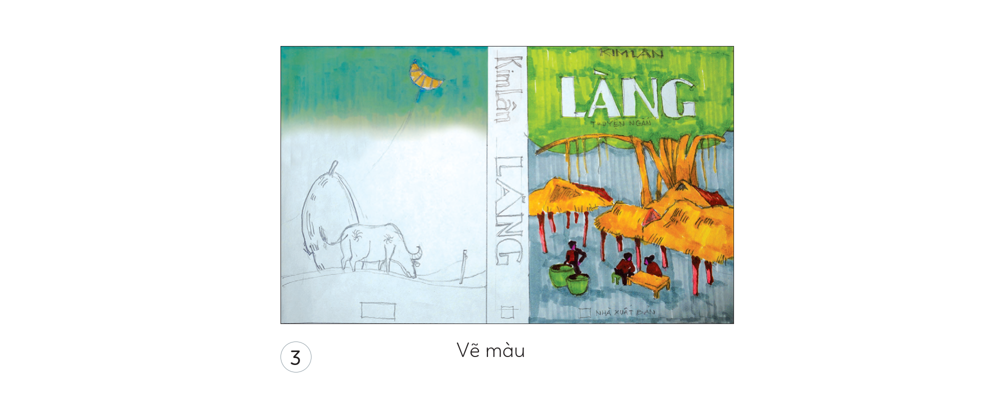 Kim Lân LÀNG
KIM LÂN
LÀNG
TRUYỆN NGẮN
NHÀ XUẤT BẢN
3
Vẽ màu